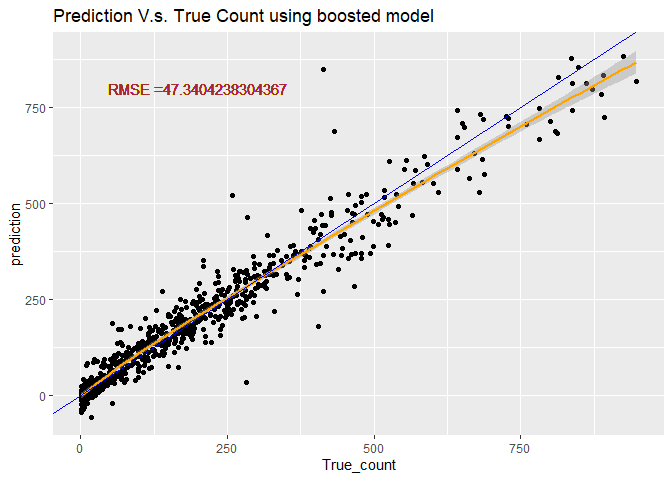 Prediction V.s. True Count using boosted model
RMSE =47.3404238304367
750
500
250
0
prediction
0
250
500
750
True_count